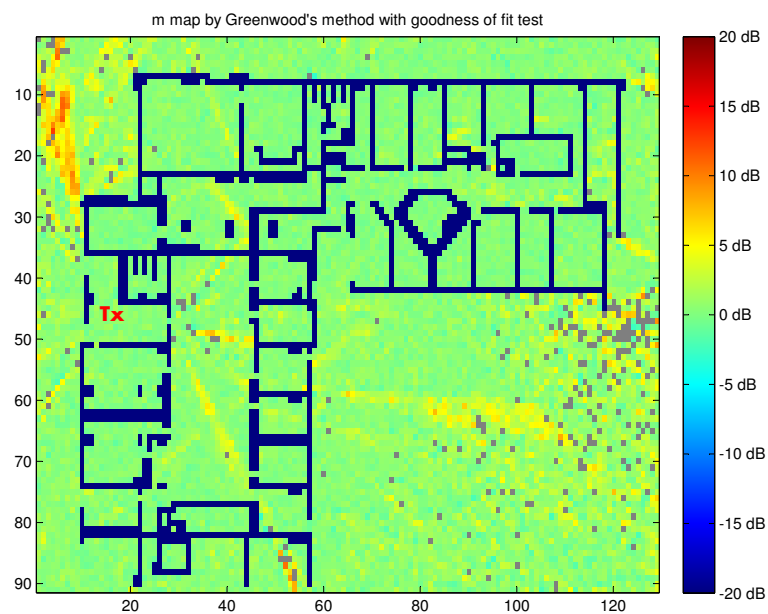 m map by Greenwood's method with goodness of fit test
10
20
30
40
50
60
70
80
90
Tx
20
40
60
80
100
120
20 dB
15 dB
10 dB
5 dB
0 dB
-5 dB
-10 dB
-15 dB
-20 dB